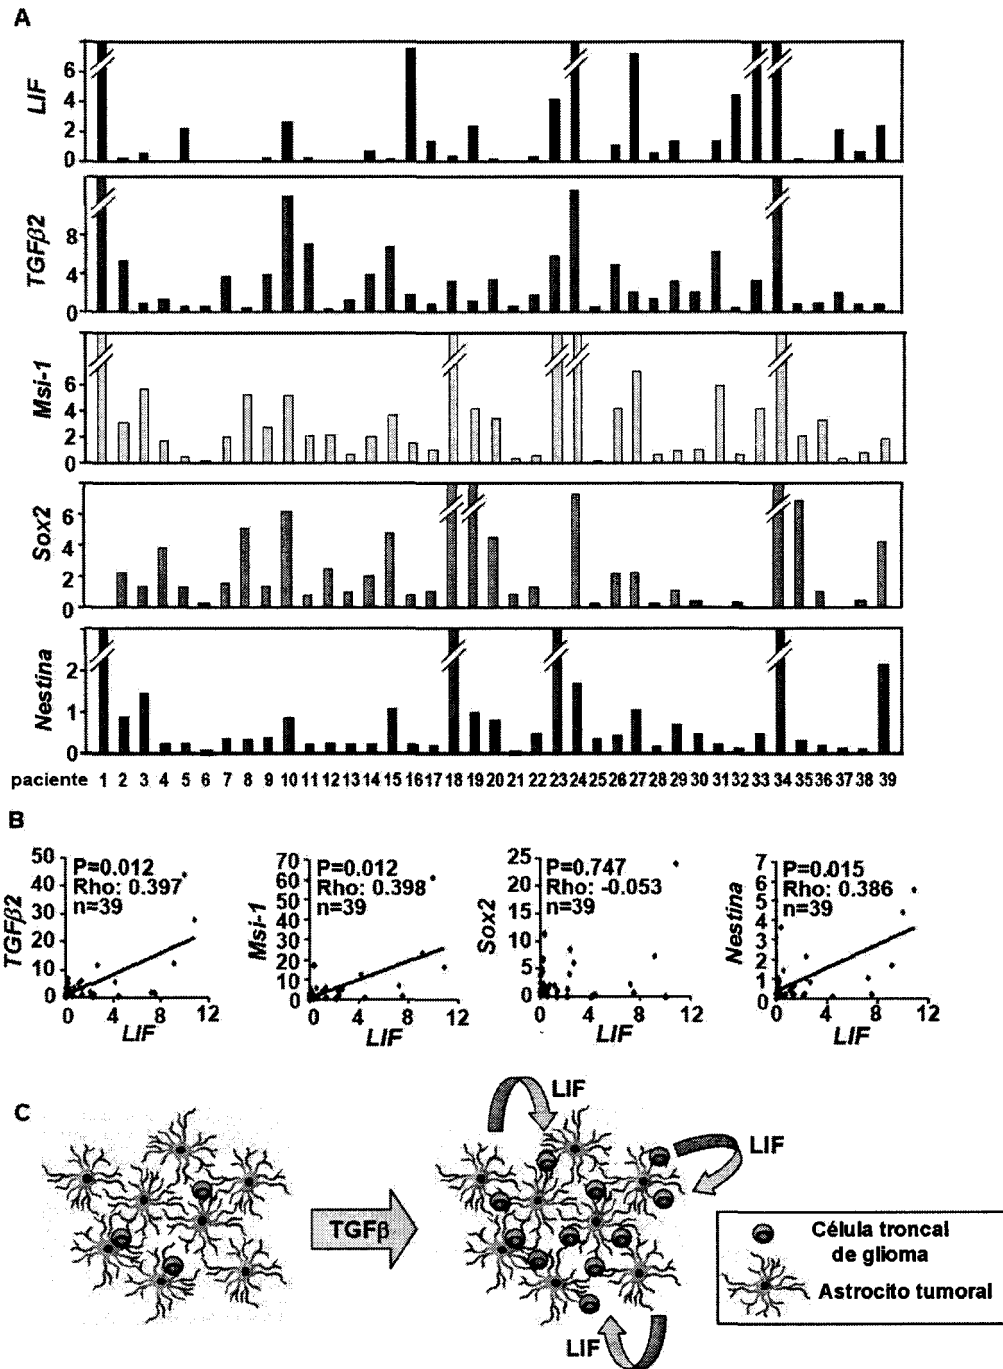 A
LIF
6
4
2
0
TGFβ2
8
4
0
Msi-1
6
4
2
0
Sox2
6
4
2
0
Nestina
2
1
0
paciente 1 2 3 4 5 6 7 8 9 10 11 12 13 14 15 16 17 18 19 20 21 22 23 24 25 26 27 28 29 30 31 32 33 34 35 36 37 38 39
B
TGFβ2
50
40
30
20
10
0
P=0.012
Rho: 0.397
n=39
0 4 8 12
LIF
Msi-1
70
60
50
40
30
20
10
0
P=0.012
Rho: 0.398
n=39
0 4 8 12
LIF
Sox2
25
20
15
10
5
0
P=0.747
Rho: -0.053
n=39
0 4 8 12
LIF
Nestina
7
6
5
4
3
2
1
0
P=0.015
Rho: 0.386
n=39
0 4 8 12
LIF
C
TGFβ
LIF
LIF
LIF
Célula troncal
de glioma
Astrocito tumoral